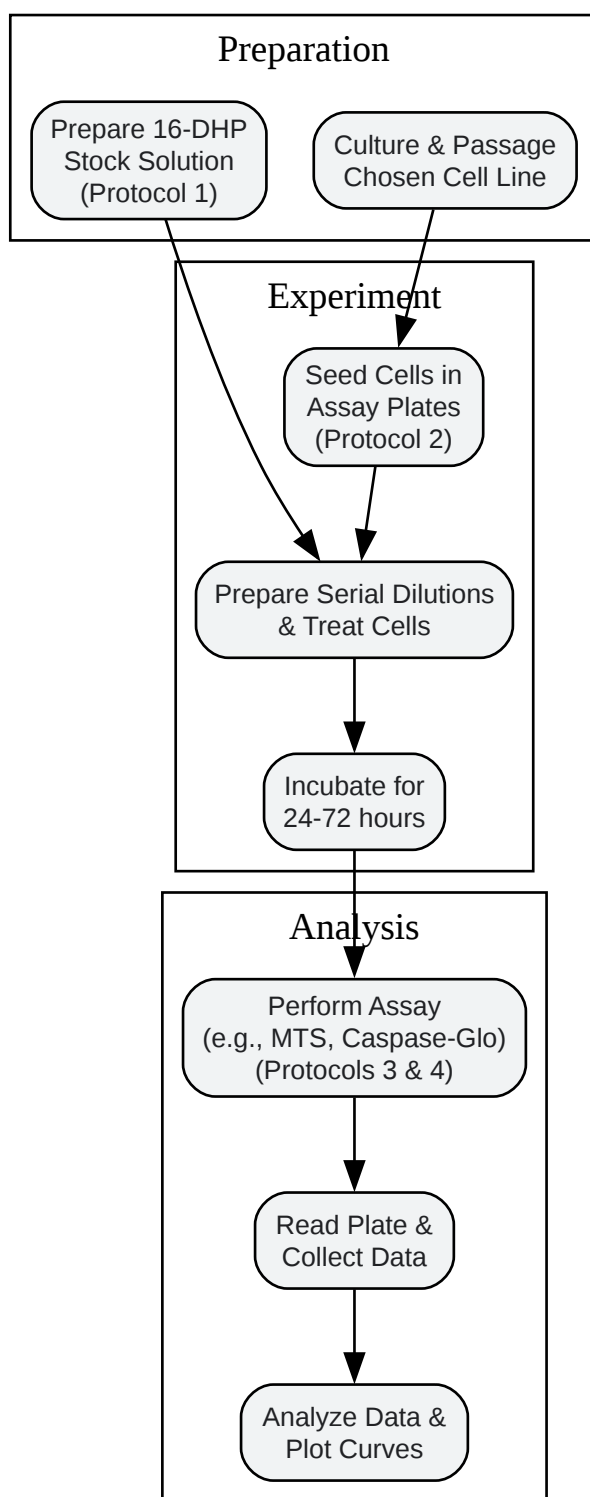 Preparation
Prepare 16-DHP
Stock Solution
(Protocol 1)
Culture & Passage
Chosen Cell Line
Experiment
Seed Cells in
Assay Plates
(Protocol 2)
Prepare Serial Dilutions
& Treat Cells
Incubate for
24-72 hours
Analysis
Perform Assay
(e.g., MTS, Caspase-Glo)
(Protocols 3 & 4)
Read Plate &
Collect Data
Analyze Data &
Plot Curves